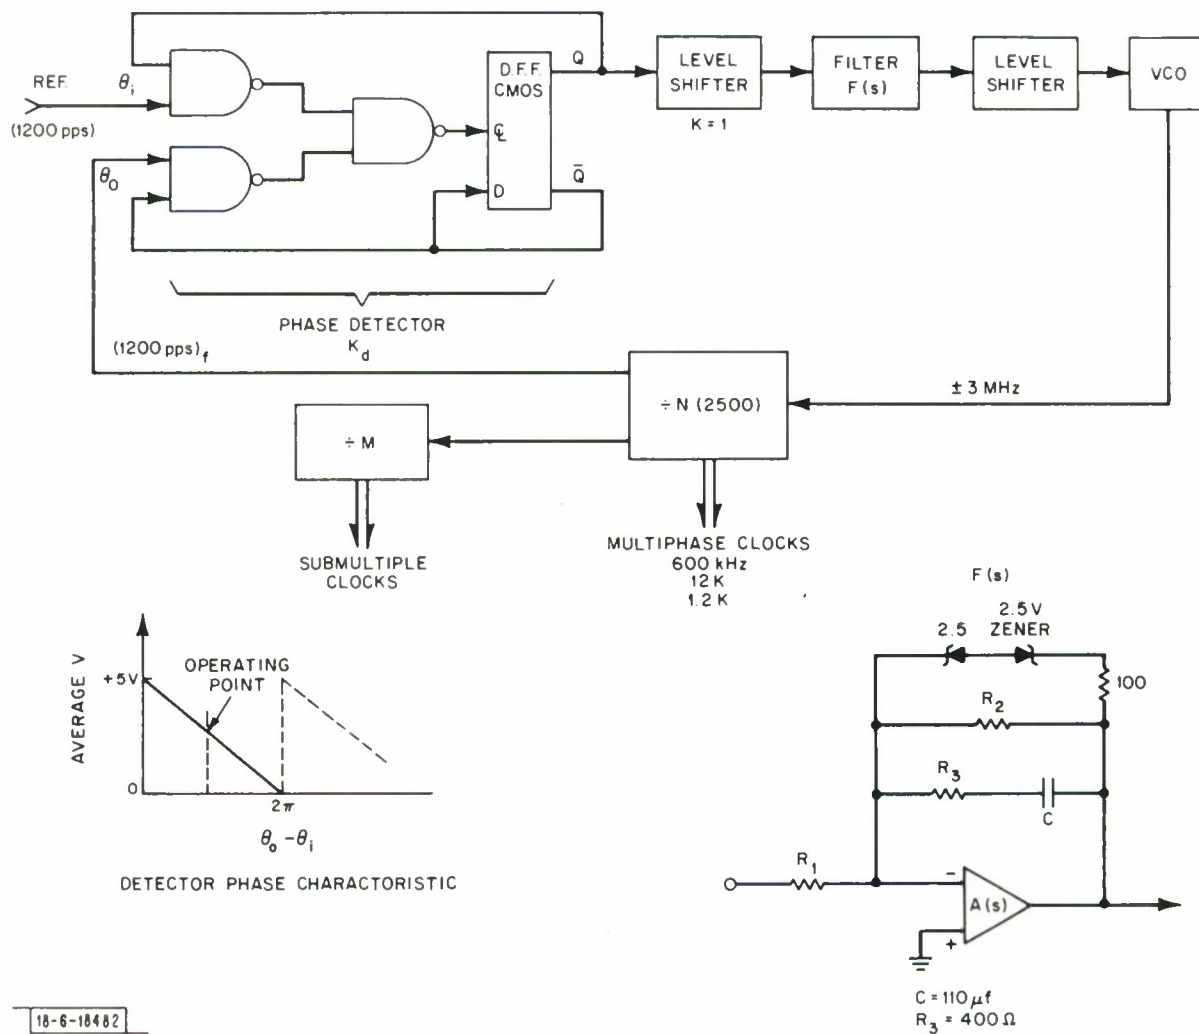 Q
D.F.F.
CMOS
LEVEL
SHIFTER
FILTER
F(s)
LEVEL
SHIFTER
VCO
REF.
θi
(1200 pps)
K = 1
C̵L
θ0
Q̄
D
PHASE DETECTOR
Kd
(1200 pps)f
÷ N (2500)
± 3 MHz
÷ M
SUBMULTIPLE
CLOCKS
MULTIPHASE CLOCKS
600 kHz
12 K
1.2 K
F(s)
2.5 V
2.5 ZENER
100
R2
R3
C
R1
-
A(s)
+
C = 110 μf
R3 = 400 Ω
AVERAGE V
+5V
OPERATING
POINT
0
2π
θo - θi
DETECTOR PHASE CHARACTORISTIC
18-6-18482